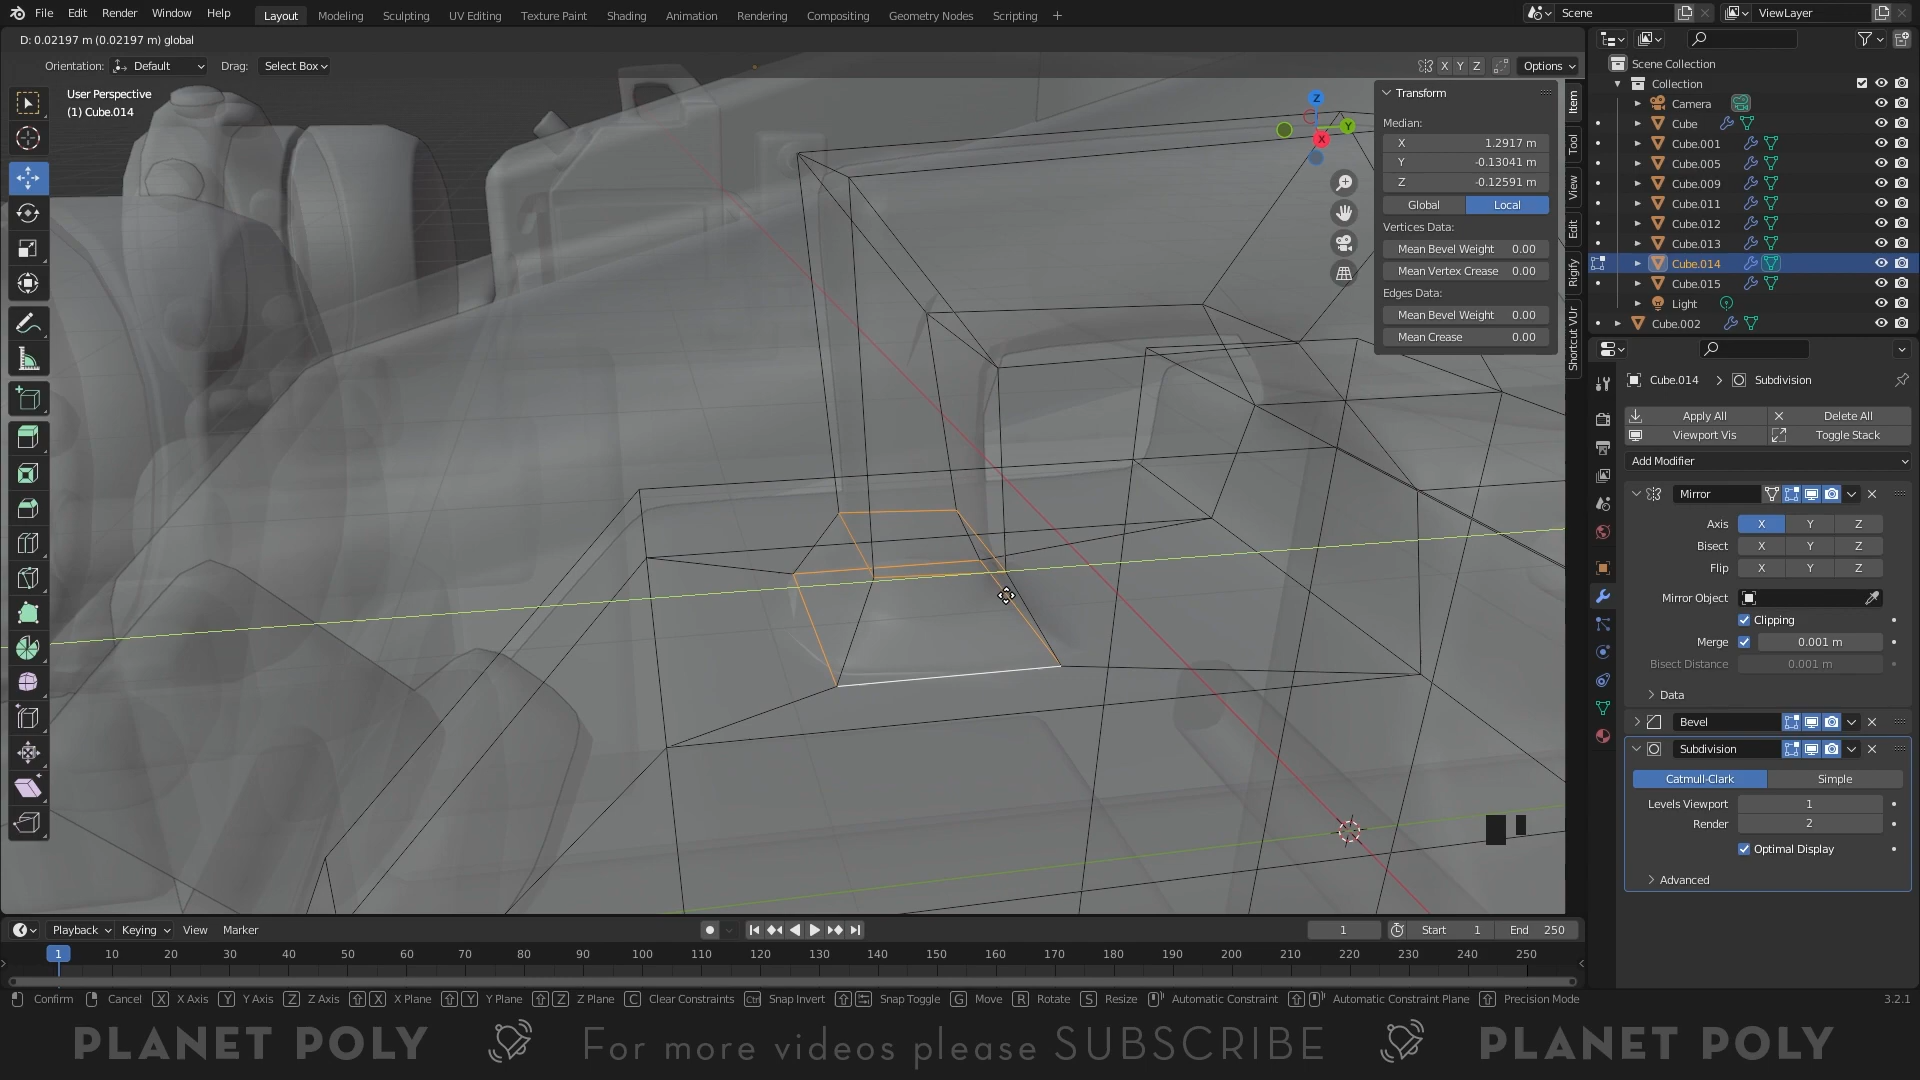 File Edit Render Window Help Layout Modeling Sculpting UV Editing Texture Paint Shading Animation Rendering Compositing Geometry Nodes Scripting + Scene ViewLayer
D: 0.02197 m (0.02197 m) global
Orientation: Default Drag: Select Box X Y Z Options
User Perspective
(1) Cube.014
Z
Y
X
Transform
Median:
X 1.2917 m
Y -0.13041 m
Z -0.12591 m
Global Local
Vertices Data:
Mean Bevel Weight 0.00
Mean Vertex Crease 0.00
Edges Data:
Mean Bevel Weight 0.00
Mean Crease 0.00
Item
Tool
View
Edit
Rigify
Shortcut VUr
Scene Collection
Collection
Camera
Cube
Cube.001
Cube.005
Cube.009
Cube.011
Cube.012
Cube.013
Cube.014
Cube.015
Light
Cube.002
Cube.014 > Subdivision
Apply All Delete All
Viewport Vis Toggle Stack
Add Modifier
Mirror
Axis X Y Z
Bisect X Y Z
Flip X Y Z
Mirror Object
Clipping
Merge 0.001 m
Bisect Distance 0.001 m
Data
Bevel
Subdivision
Catmull-Clark Simple
Levels Viewport 1
Render 2
Optimal Display
Advanced
Playback Keying View Marker 1 Start 1 End 250
1 10 20 30 40 50 60 70 80 90 100 110 120 130 140 150 160 170 180 190 200 210 220 230 240 250
Confirm Cancel X X Axis Y Y Axis Z Z Axis X X Plane Y Y Plane Z Z Plane C Clear Constraints Ctrl Snap Invert Snap Toggle G Move R Rotate S Resize Automatic Constraint Automatic Constraint Plane Precision Mode 3.2.1
PLANET POLY For more videos please SUBSCRIBE PLANET POLY